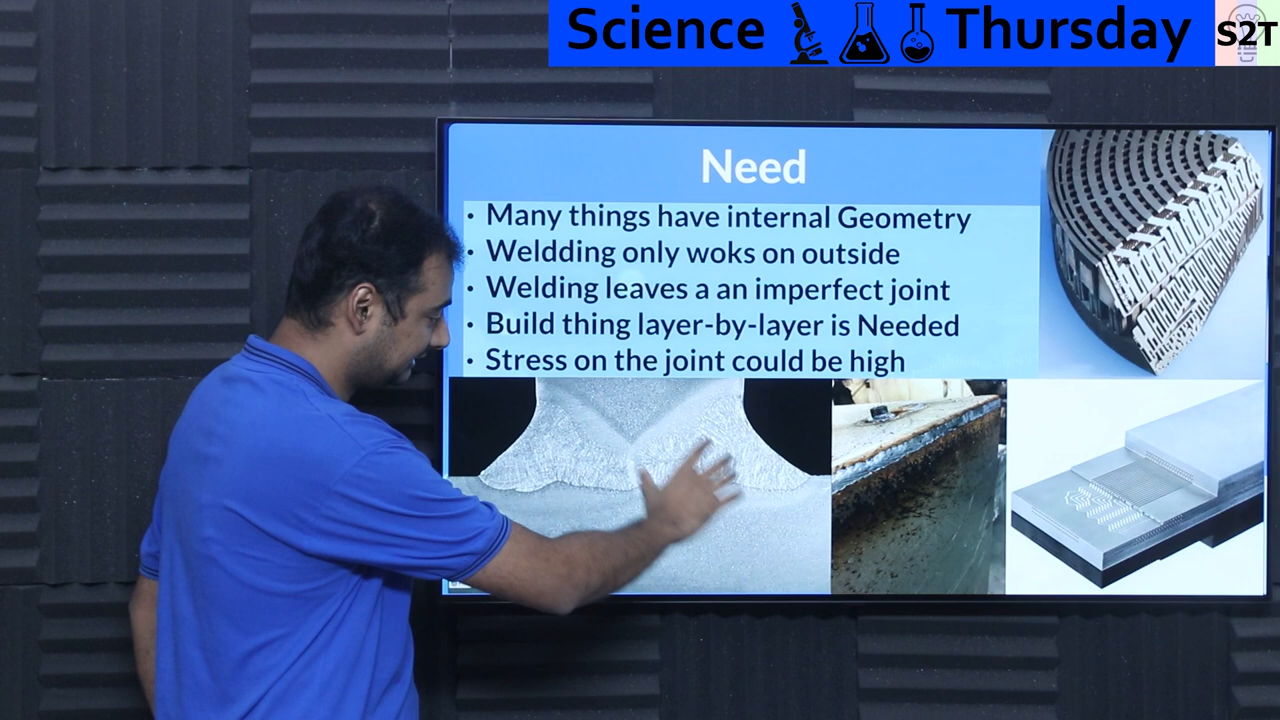 Science Thursday
S2T
Need
• Many things have internal Geometry
• Weldding only woks on outside
• Welding leaves a an imperfect joint
• Build thing layer-by-layer is Needed
• Stress on the joint could be high